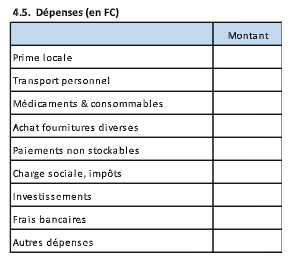 4.5. Dépenses (en FC)
Montant
Prime locale
Transport personnel
Médicaments & consommables
Achat fournitures diverses
Paiements non stockables
Charge sociale, impôts
Investissements
Frais bancaires
Autres dépenses